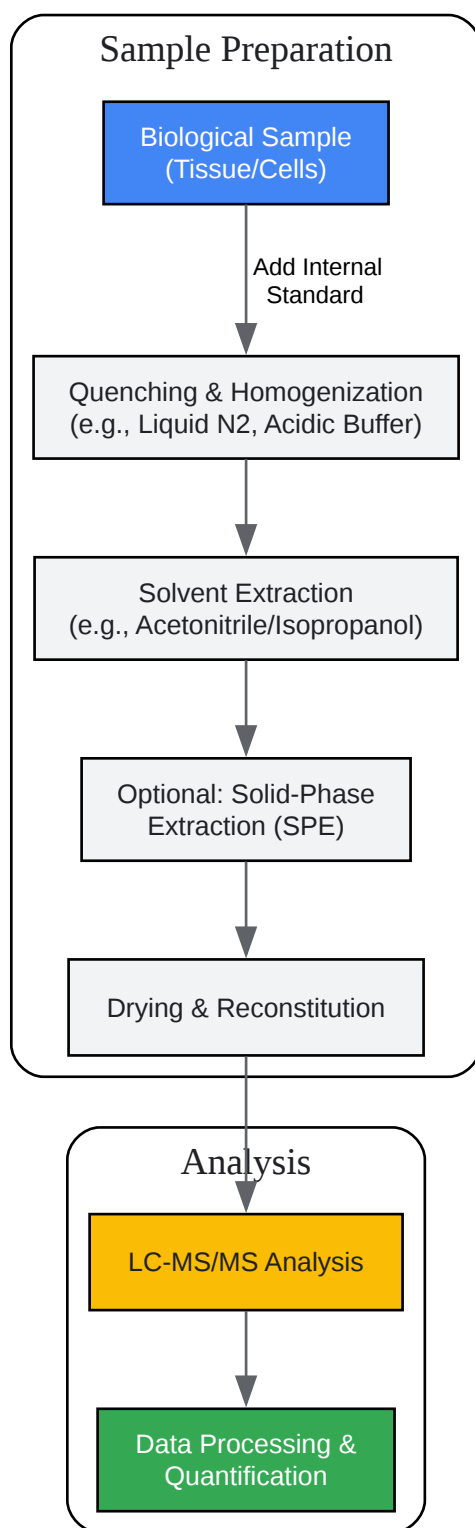 Sample Preparation
Biological Sample
(Tissue/Cells)
Add Internal
Standard
Quenching & Homogenization
(e.g., Liquid N2, Acidic Buffer)
Solvent Extraction
(e.g., Acetonitrile/Isopropanol)
Optional: Solid-Phase
Extraction (SPE)
Drying & Reconstitution
Analysis
LC-MS/MS Analysis
Data Processing &
Quantification